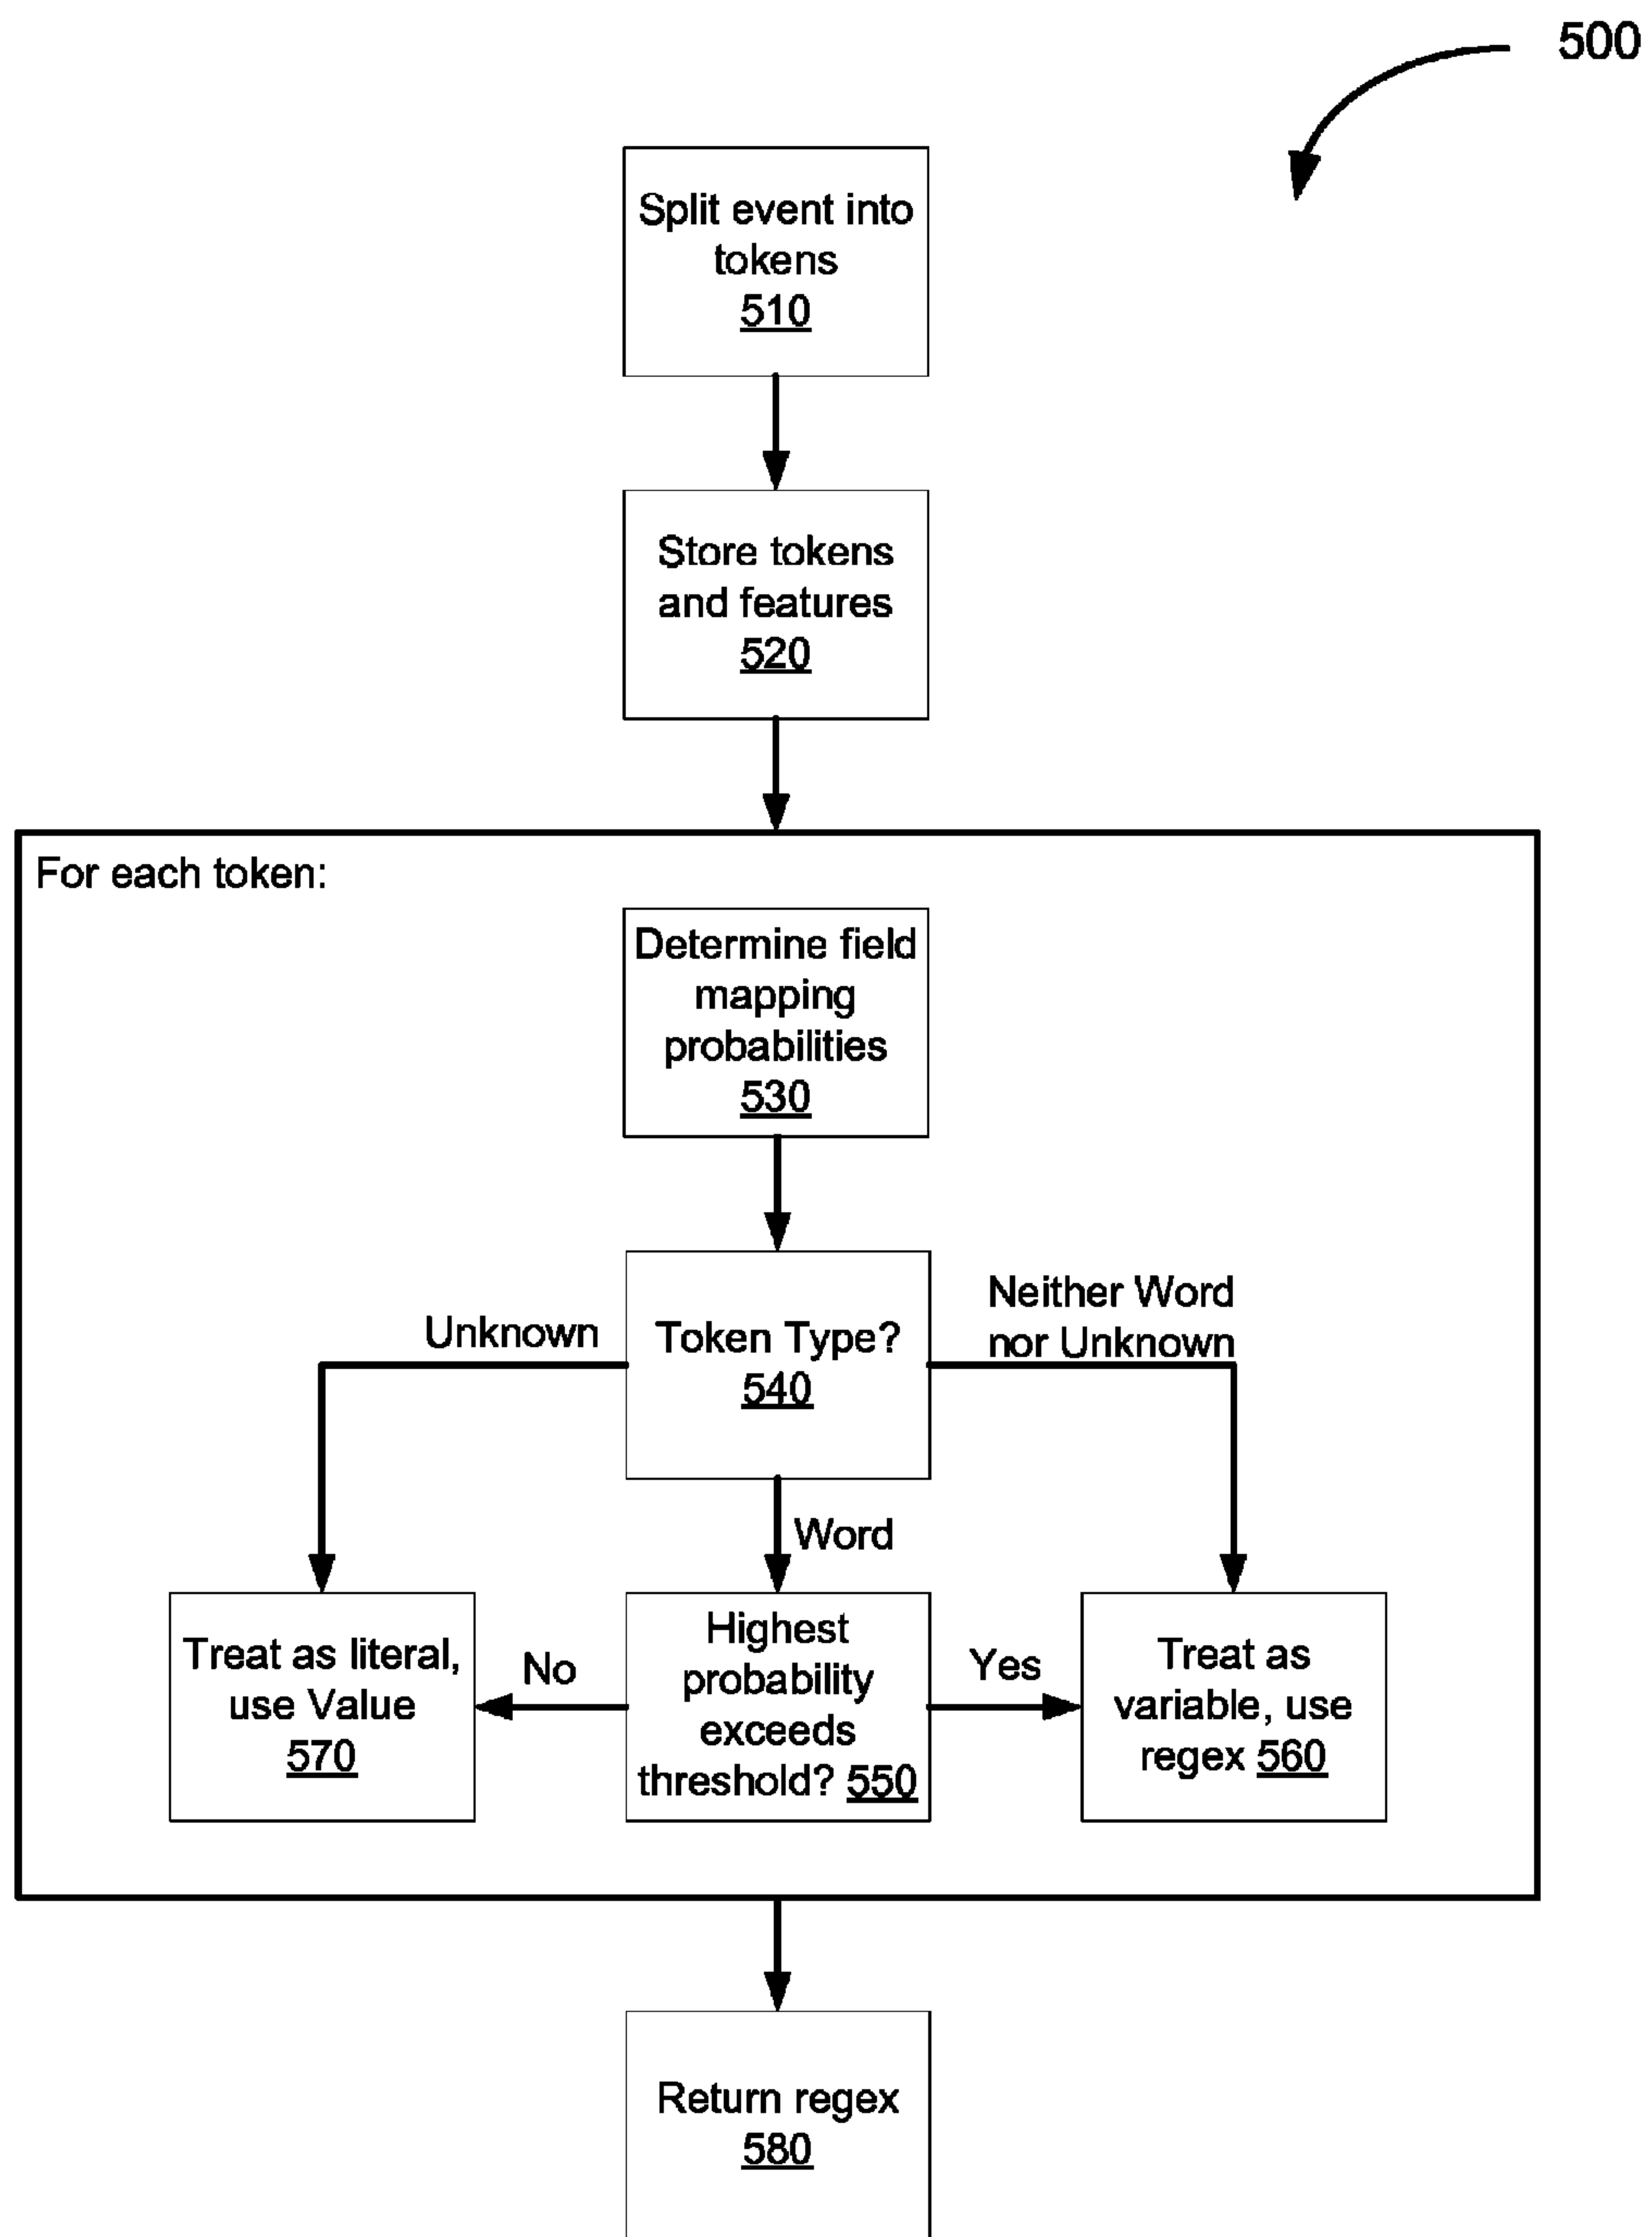 500
Split event into
tokens
510
Store tokens
and features
520
For each token:
Determine field
mapping
probabilities
530
Unknown
Token Type?
540
Neither Word
nor Unknown
Word
Treat as literal,
use Value
570
No
Highest
probability
exceeds
threshold? 550
Yes
Treat as
variable, use
regex 560
Return regex
580